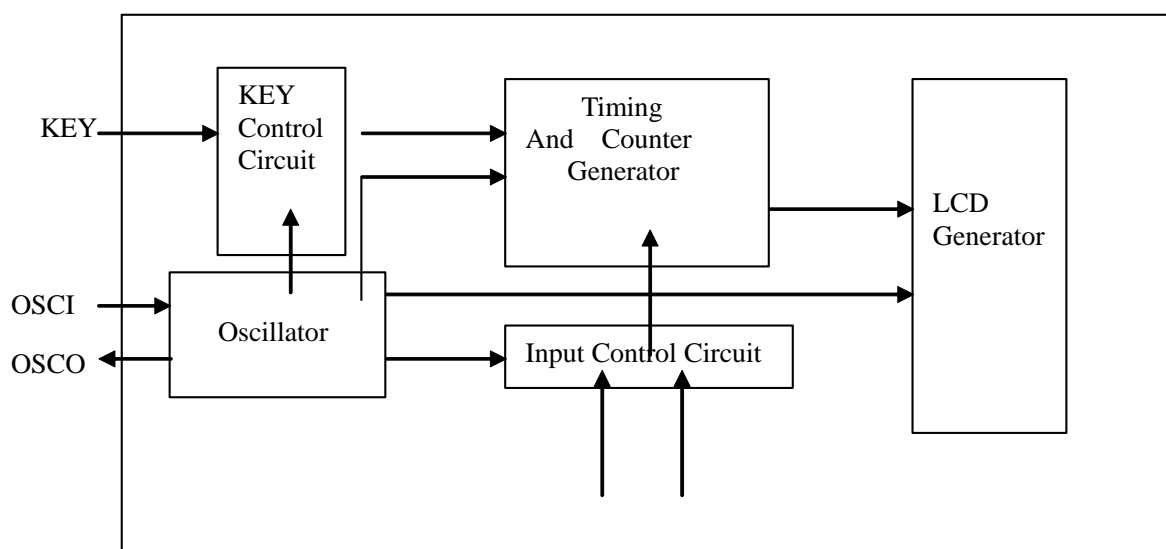 KEY
KEY
Control
Circuit
Timing
And Counter
Generator
LCD
Generator
OSCI
OSCO
Oscillator
Input Control Circuit